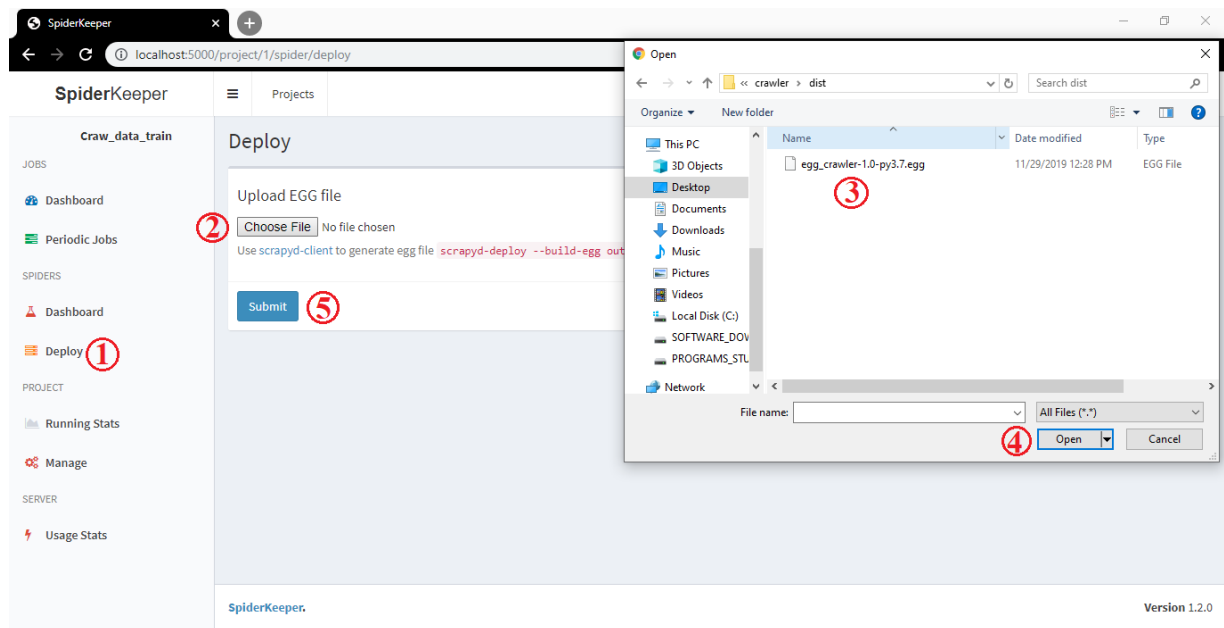 SpiderKeeper
localhost:5000/project/1/spider/deploy
SpiderKeeper
Projects
Craw_data_train
JOBS
Dashboard
Periodic Jobs
SPIDERS
Dashboard
Deploy ①
PROJECT
Running Stats
Manage
SERVER
Usage Stats
Deploy
Upload EGG file
② Choose File No file chosen
Use scrapyd-client to generate egg file scrapyd-deploy --build-egg out
Submit ⑤
SpiderKeeper.
Version 1.2.0
Open
« crawler › dist
Search dist
Organize
New folder
This PC
3D Objects
Desktop
Documents
Downloads
Music
Pictures
Videos
Local Disk (C:)
SOFTWARE_DOV
PROGRAMS_STU
Network
Name Date modified Type
egg_crawler-1.0-py3.7.egg 11/29/2019 12:28 PM EGG File
③
File name:
All Files (*.*)
④ Open Cancel